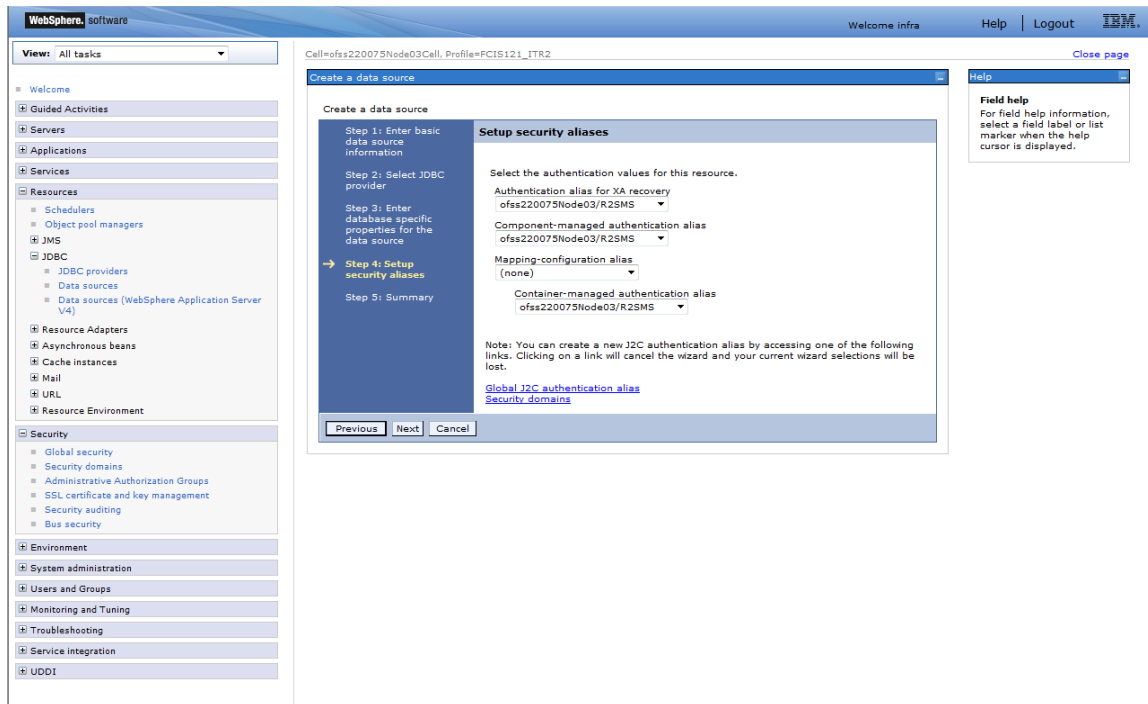 WebSphere. software
Welcome infra
Help
Logout
IBM.
View: All tasks
Welcome
Guided Activities
Servers
Applications
Services
Resources
Schedulers
Object pool managers
JMS
JDBC
JDBC providers
Data sources
Data sources (WebSphere Application Server
V4)
Resource Adapters
Asynchronous beans
Cache instances
Mail
URL
Resource Environment
Security
Global security
Security domains
Administrative Authorization Groups
SSL certificate and key management
Security auditing
Bus security
Environment
System administration
Users and Groups
Monitoring and Tuning
Troubleshooting
Service integration
UDDI
Cell=ofss220075Node03Cell, Profile=FCIS121_ITR2
Close page
Create a data source
Create a data source
Step 1: Enter basic
data source
information
Step 2: Select JDBC
provider
Step 3: Enter
database specific
properties for the
data source
Step 4: Setup
security aliases
Step 5: Summary
Setup security aliases
Select the authentication values for this resource.
Authentication alias for XA recovery
ofss220075Node03/R2SMS
Component-managed authentication alias
ofss220075Node03/R2SMS
Mapping-configuration alias
(none)
Container-managed authentication alias
ofss220075Node03/R2SMS
Note: You can create a new J2C authentication alias by accessing one of the following
links. Clicking on a link will cancel the wizard and your current wizard selections will be
lost.
Global J2C authentication alias
Security domains
Previous
Next
Cancel
Help
Field help
For field help information,
select a field label or list
marker when the help
cursor is displayed.